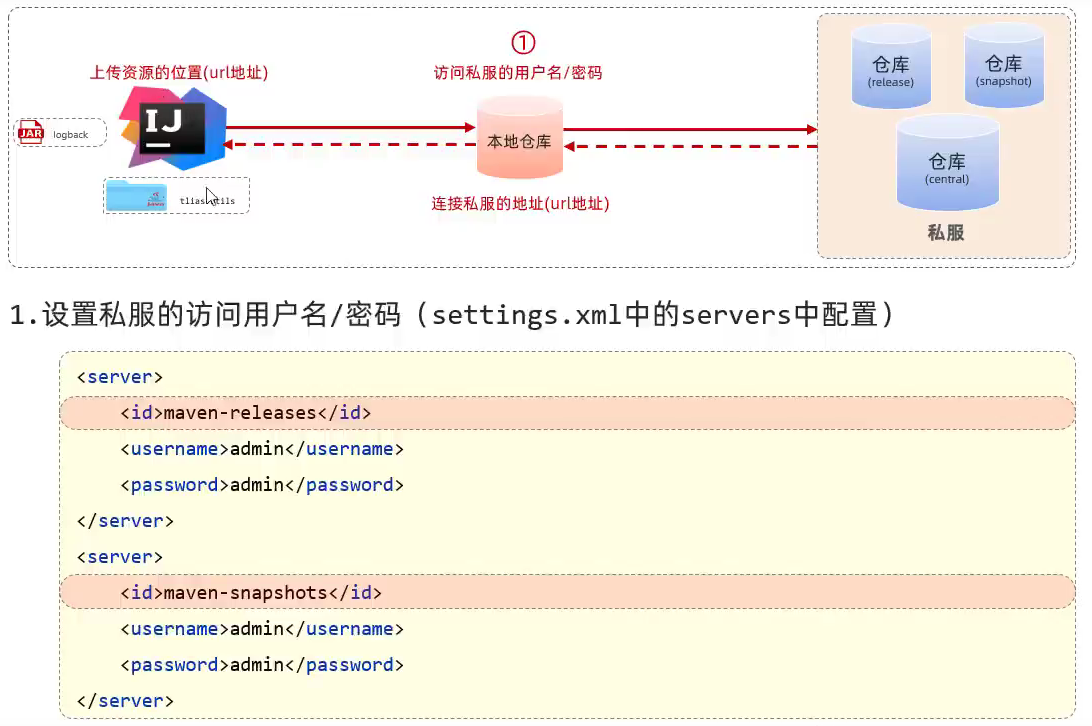 ①
上传资源的位置(url地址)
访问私服的用户名/密码
仓库
(release)
仓库
(snapshot)
IJ
JAR
logback
本地仓库
仓库
(central)
连接私服的地址(url地址)
私服
1.设置私服的访问用户名/密码（settings.xml中的servers中配置）
<server>
<id>maven-releases</id>
<username>admin</username>
<password>admin</password>
</server>
<server>
<id>maven-snapshots</id>
<username>admin</username>
<password>admin</password>
</server>